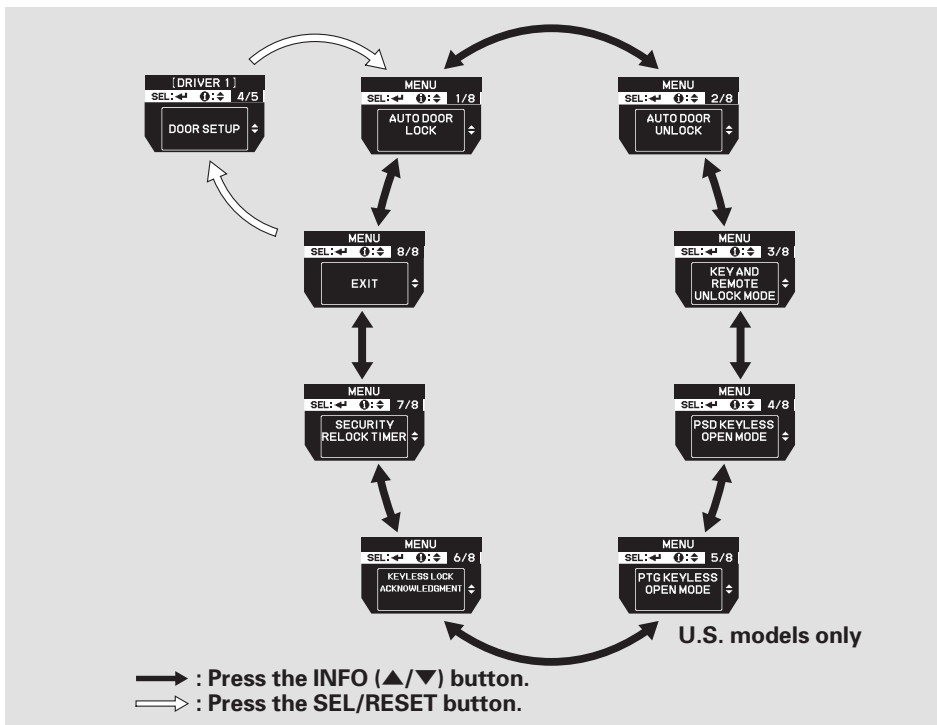 [DRIVER 1]
SEL:↵ i:♦ 4/5
DOOR SETUP
MENU
SEL:↵ i:♦ 1/8
AUTO DOOR
LOCK
MENU
SEL:↵ i:♦ 2/8
AUTO DOOR
UNLOCK
MENU
SEL:↵ i:♦ 8/8
EXIT
MENU
SEL:↵ i:♦ 3/8
KEY AND
REMOTE
UNLOCK MODE
MENU
SEL:↵ i:♦ 7/8
SECURITY
RELOCK TIMER
MENU
SEL:↵ i:♦ 4/8
PSD KEYLESS
OPEN MODE
MENU
SEL:↵ i:♦ 6/8
KEYLESS LOCK
ACKNOWLEDGMENT
MENU
SEL:↵ i:♦ 5/8
PTG KEYLESS
OPEN MODE
U.S. models only
: Press the INFO (▲/▼) button.
: Press the SEL/RESET button.